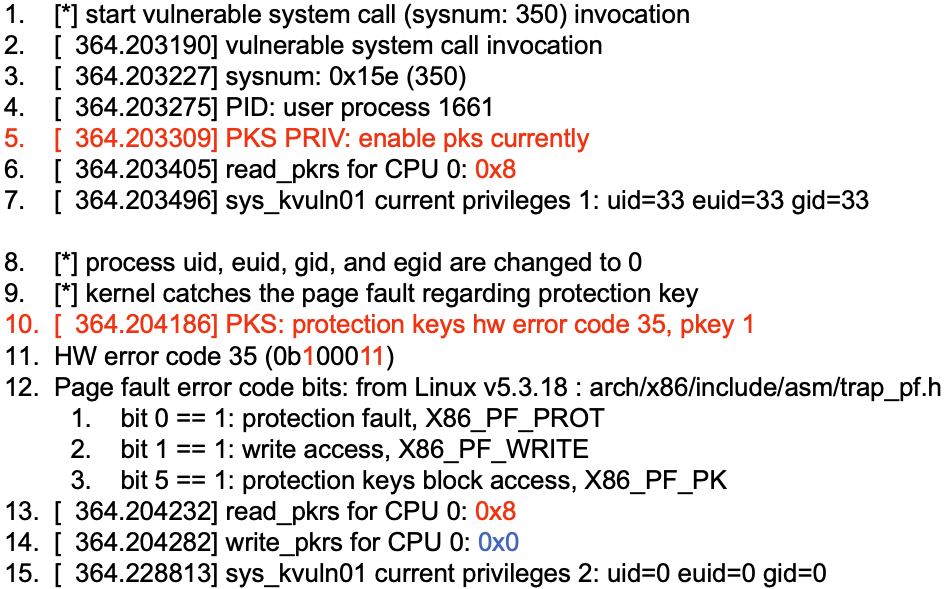 1. [*] start vulnerable system call (sysnum: 350) invocation
2. [ 364.203190] vulnerable system call invocation
3. [ 364.203227] sysnum: 0x15e (350)
4. [ 364.203275] PID: user process 1661
5. [ 364.203309] PKS PRIV: enable pks currently
6. [ 364.203405] read_pkrs for CPU 0: 0x8
7. [ 364.203496] sys_kvuln01 current privileges 1: uid=33 euid=33 gid=33
8. [*] process uid, euid, gid, and egid are changed to 0
9. [*] kernel catches the page fault regarding protection key
10. [ 364.204186] PKS: protection keys hw error code 35, pkey 1
11. HW error code 35 (0b100011)
12. Page fault error code bits: from Linux v5.3.18 : arch/x86/include/asm/trap_pf.h
1. bit 0 == 1: protection fault, X86_PF_PROT
2. bit 1 == 1: write access, X86_PF_WRITE
3. bit 5 == 1: protection keys block access, X86_PF_PK
13. [ 364.204232] read_pkrs for CPU 0: 0x8
14. [ 364.204282] write_pkrs for CPU 0: 0x0
15. [ 364.228813] sys_kvuln01 current privileges 2: uid=0 euid=0 gid=0